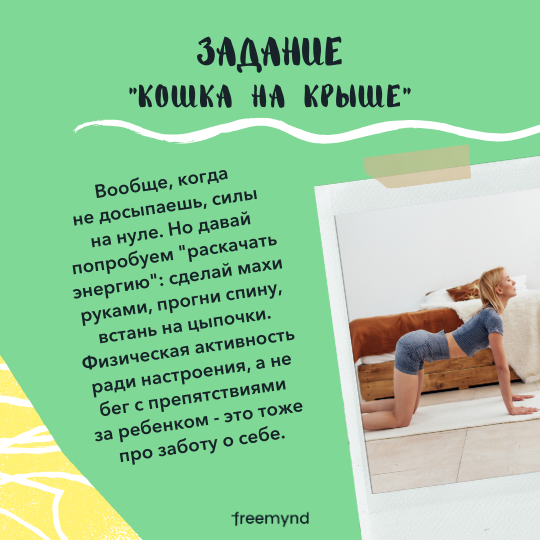 ЗАДАНИЕ
"КОШКА НА КРЫШЕ"
Вообще, когда
не досыпаешь, силы
на нуле. Но давай
попробуем "раскачать
энергию": сделай махи
руками, прогни спину,
встань на цыпочки.
Физическая активность
ради настроения, а не
бег с препятствиями
за ребенком - это тоже
про заботу о себе.
freemynd